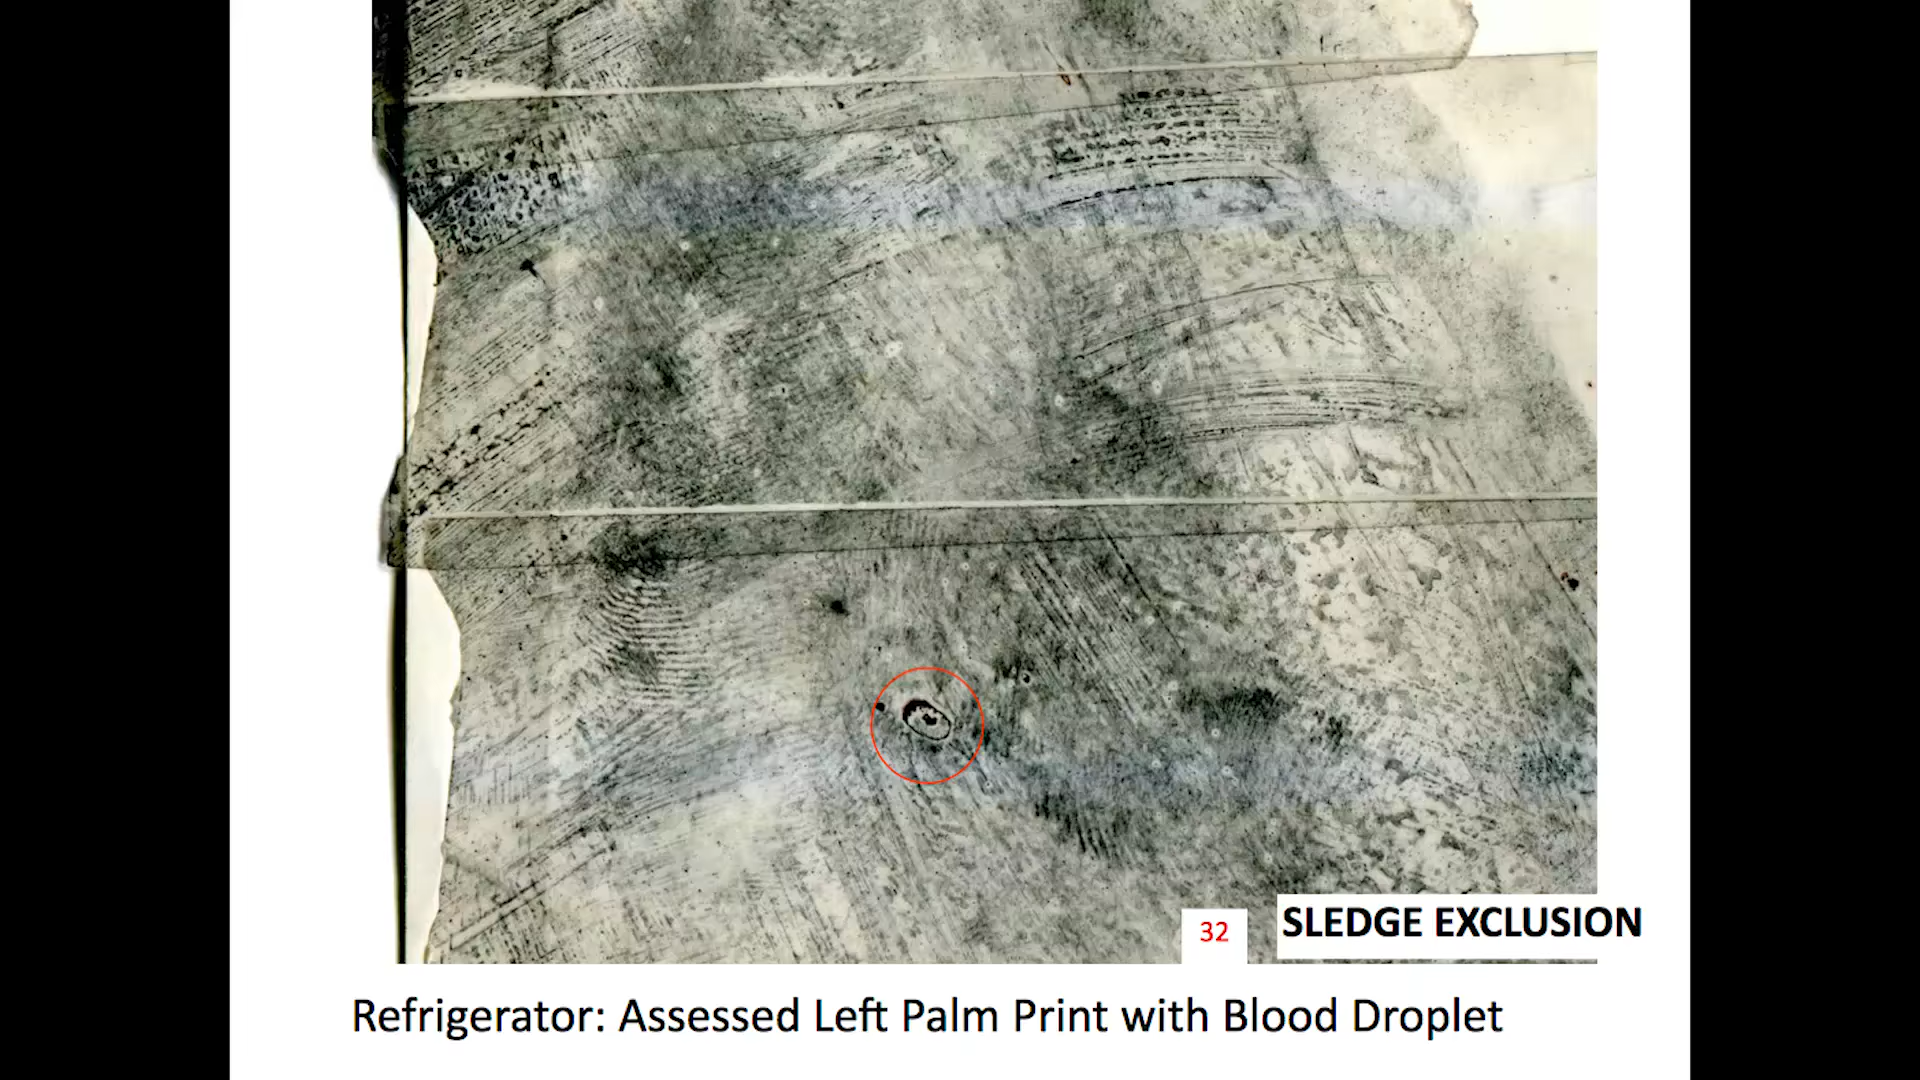 32
SLEDGE EXCLUSION
Refrigerator: Assessed Left Palm Print with Blood Droplet